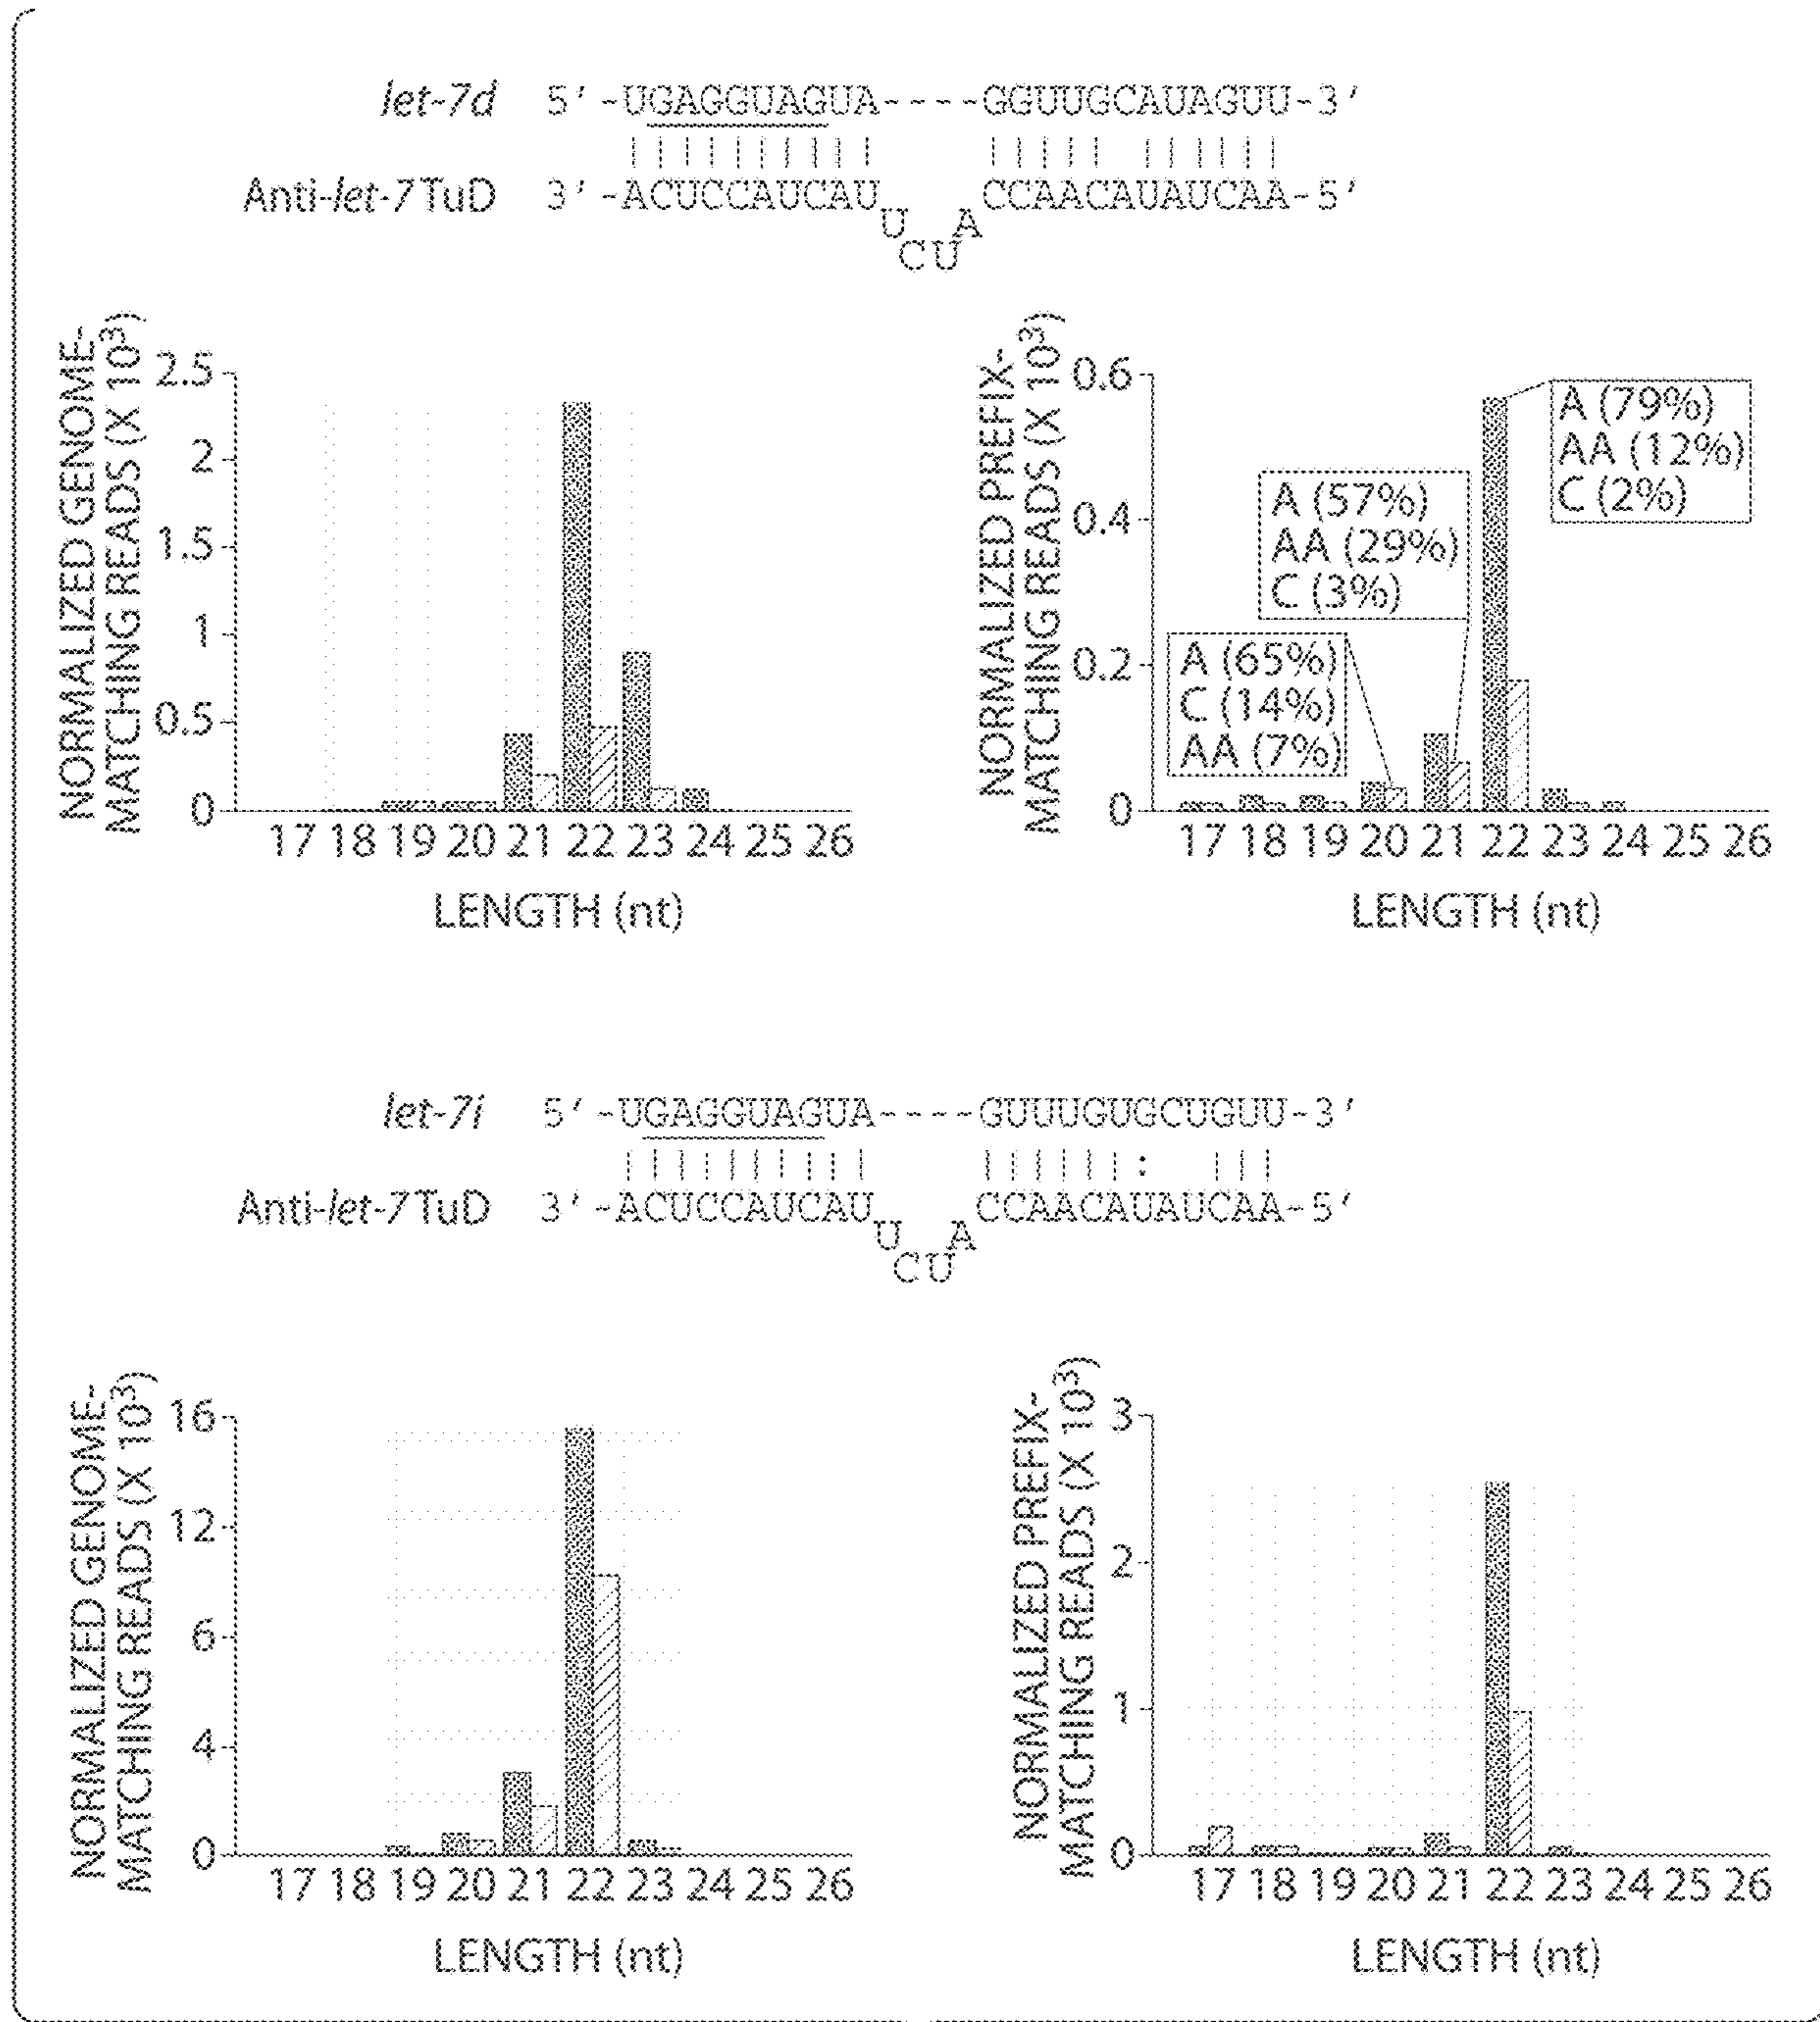 let-7d 5'-UGAGGUAGUA----GGUUGCAUAGUU-3'
Anti-let-7 TuD 3'-ACUCCAUCAU UCUA CCAACAUAUCAA-5'
NORMALIZED GENOME-
MATCHING READS (X 10³)
2.5
2
1.5
1
0.5
0
17 18 19 20 21 22 23 24 25 26
LENGTH (nt)
NORMALIZED PREFIX-
MATCHING READS (X 10³)
0.6
0.4
0.2
0
A (65%)
C (14%)
AA (7%)
A (57%)
AA (29%)
C (3%)
A (79%)
AA (12%)
C (2%)
17 18 19 20 21 22 23 24 25 26
LENGTH (nt)
let-7i 5'-UGAGGUAGUA----GUUUGUGCUGUU-3'
Anti-let-7 TuD 3'-ACUCCAUCAU UCUA CCAACAUAUCAA-5'
NORMALIZED GENOME-
MATCHING READS (X 10³)
16
12
6
4
0
17 18 19 20 21 22 23 24 25 26
LENGTH (nt)
NORMALIZED PREFIX-
MATCHING READS (X 10³)
3
2
1
0
17 18 19 20 21 22 23 24 25 26
LENGTH (nt)